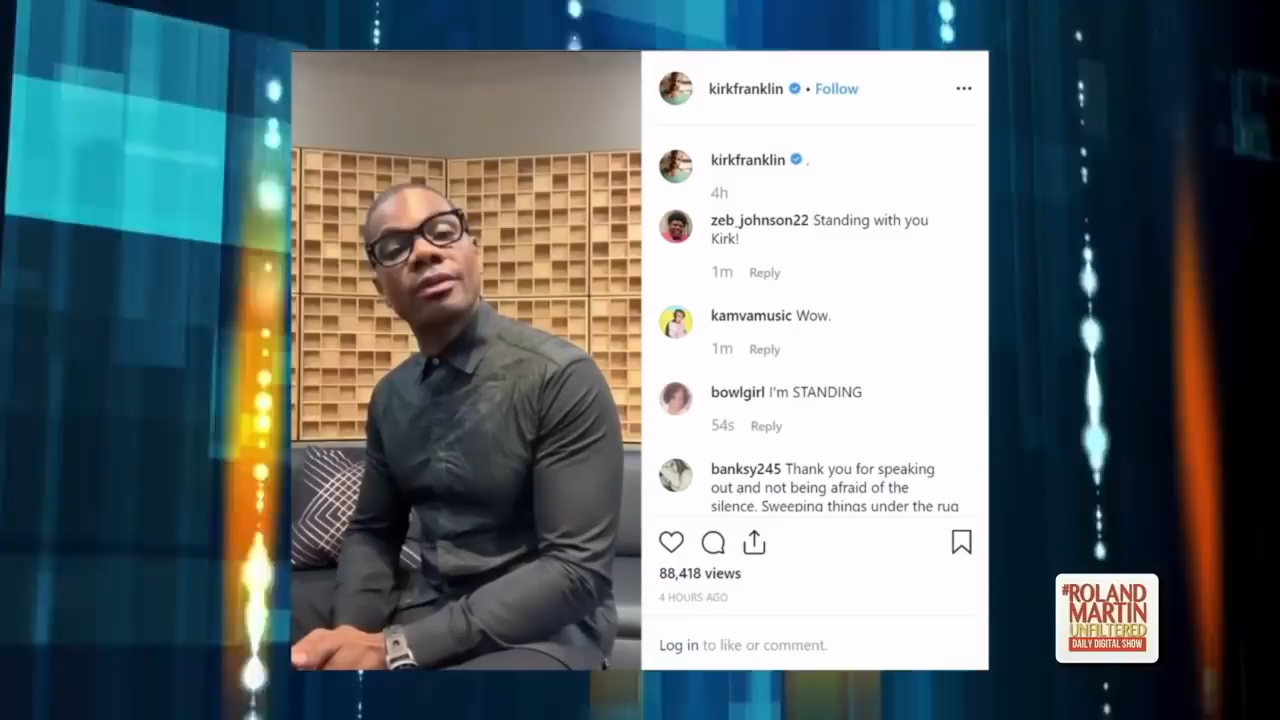 kirkfranklin • Follow
kirkfranklin .
4h
zeb_johnson22 Standing with you
Kirk!
1m Reply
kamvamusic Wow.
1m Reply
bowlgirl I'm STANDING
54s Reply
banksy245 Thank you for speaking
out and not being afraid of the
silence. Sweeping things under the rug
88,418 views
4 HOURS AGO
Log in to like or comment.
#ROLAND
MARTIN
UNFILTERED
DAILY DIGITAL SHOW